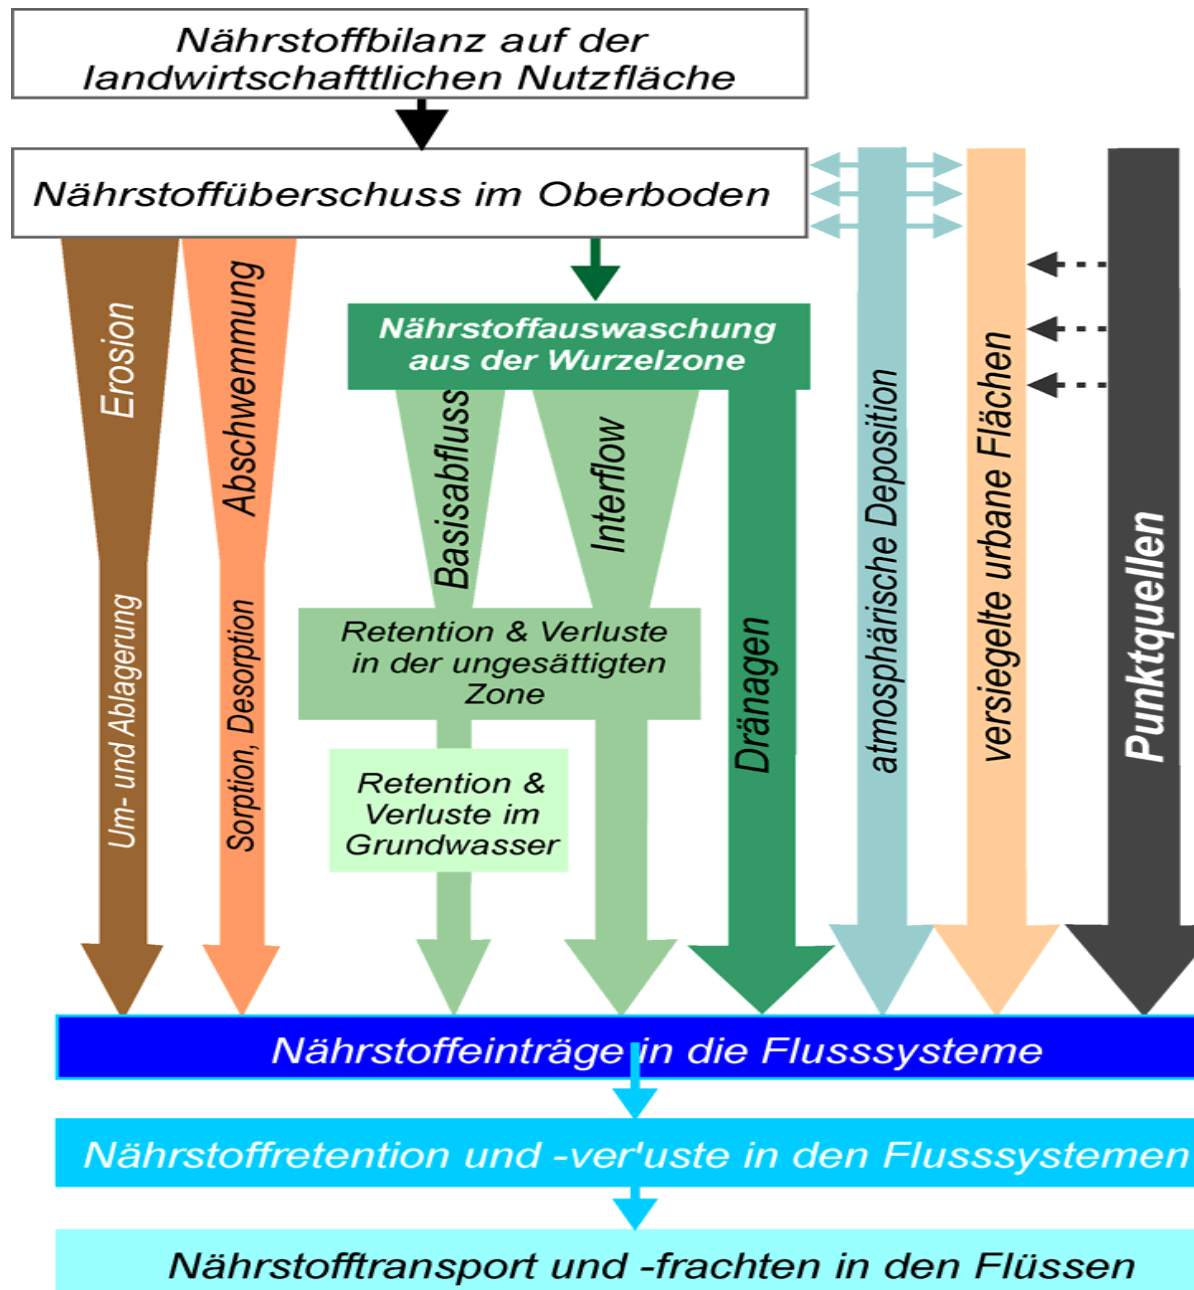 Nährstoffbilanz auf der
landwirtschafttlichen Nutzfläche
Nährstoffüberschuss im Oberboden
Erosion
Um- und Ablagerung
Abschwemmung
Sorption, Desorption
Nährstoffauswaschung
aus der Wurzelzone
Basisabfluss
Interflow
Retention & Verluste
in der ungesättigten
Zone
Retention &
Verluste im
Grundwasser
Dränagen
atmosphärische Deposition
versiegelte urbane Flächen
Punktquellen
Nährstoffeinträge in die Flusssysteme
Nährstoffretention und -ver'uste in den Flusssystemen
Nährstofftransport und -frachten in den Flüssen